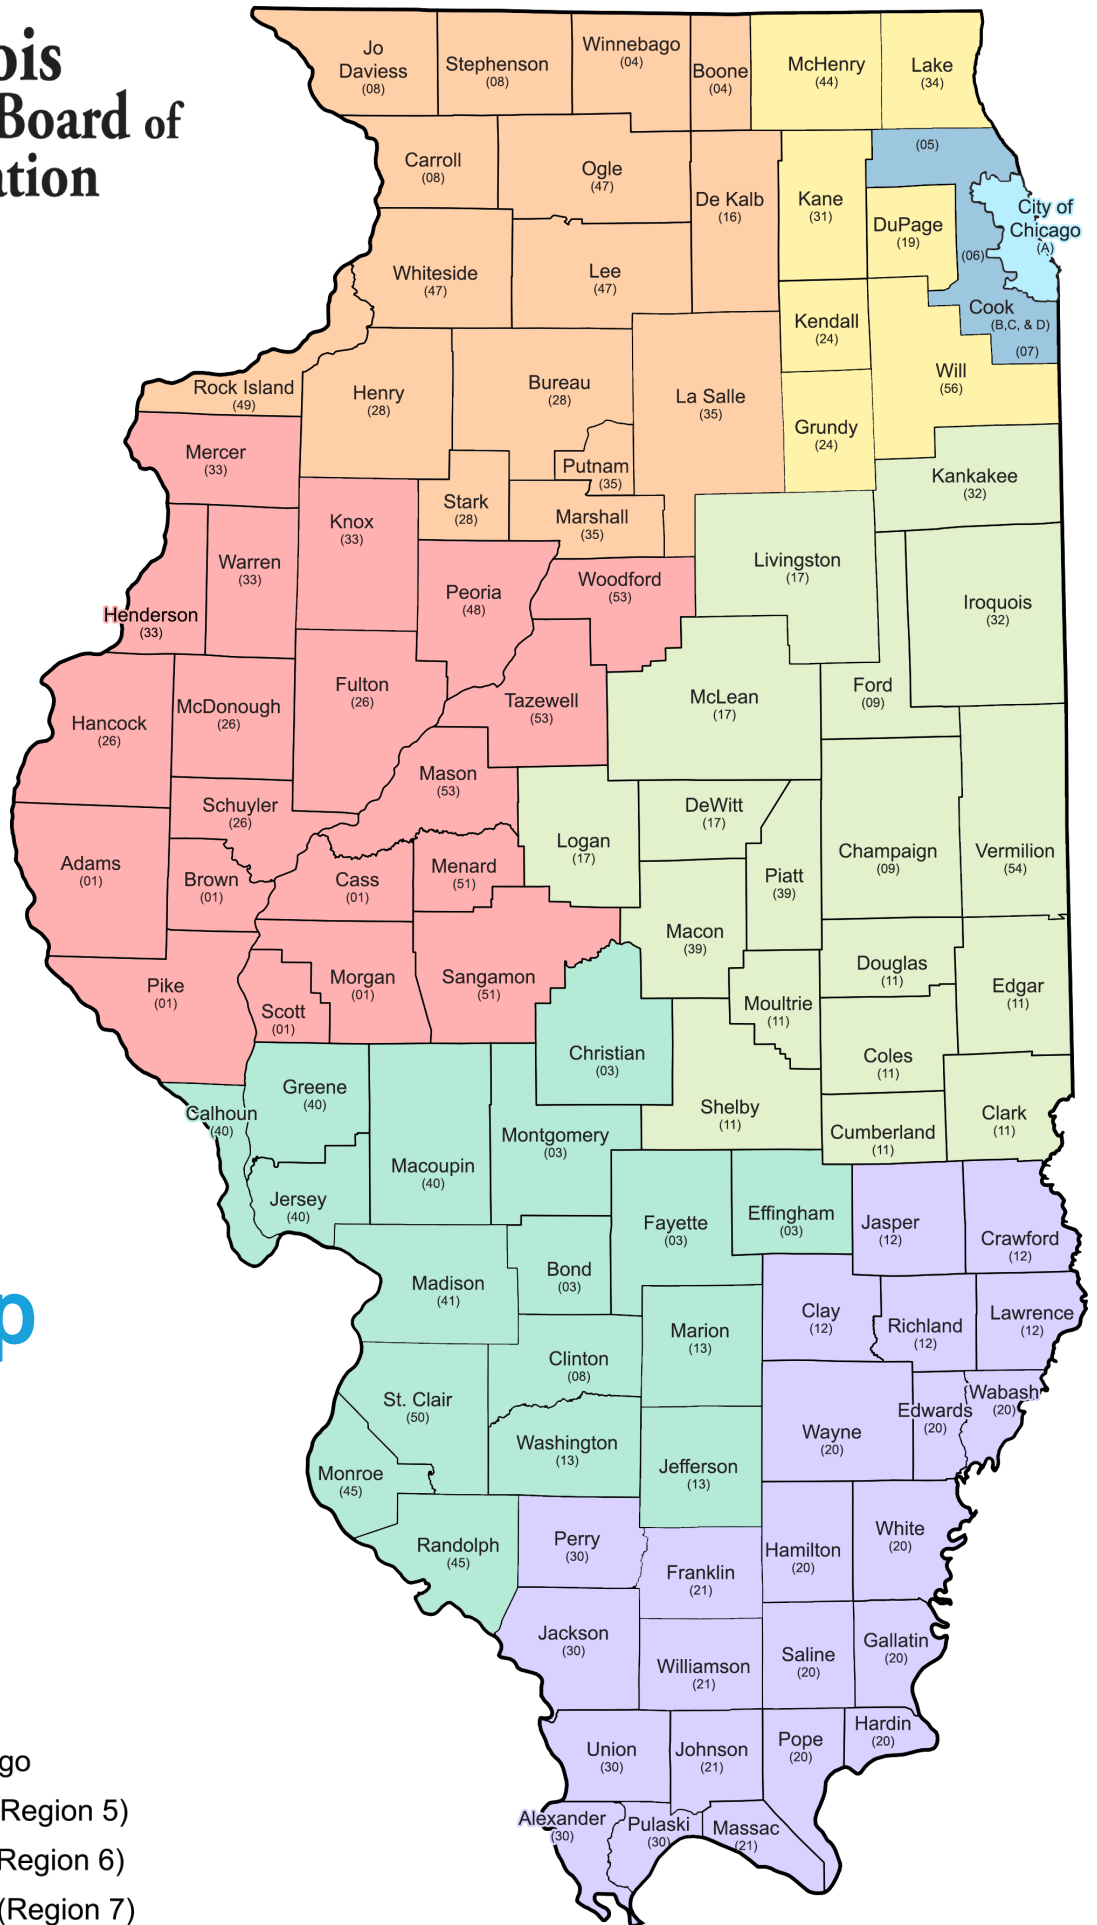 ois
Board of
ation
Jo
Daviess
(08)
Stephenson
(08)
Winnebago
(04)
Boone
(04)
McHenry
(44)
Lake
(34)
Carroll
(08)
Ogle
(47)
De Kalb
(16)
Kane
(31)
(05)
DuPage
(19)
City of
Chicago
(A)
(06)
Whiteside
(47)
Lee
(47)
Kendall
(24)
Cook
(B,C, & D)
(07)
Rock Island
(49)
Henry
(28)
Bureau
(28)
La Salle
(35)
Will
(56)
Grundy
(24)
Mercer
(33)
Putnam
(35)
Kankakee
(32)
Knox
(33)
Stark
(28)
Marshall
(35)
Warren
(33)
Livingston
(17)
Henderson
(33)
Peoria
(48)
Woodford
(53)
Iroquois
(32)
Hancock
(26)
McDonough
(26)
Fulton
(26)
Tazewell
(53)
McLean
(17)
Ford
(09)
Mason
(53)
Schuyler
(26)
DeWitt
(17)
Logan
(17)
Champaign
(09)
Vermilion
(54)
Adams
(01)
Brown
(01)
Cass
(01)
Menard
(51)
Piatt
(39)
Macon
(39)
Pike
(01)
Scott
(01)
Morgan
(01)
Sangamon
(51)
Douglas
(11)
Edgar
(11)
Moultrie
(11)
Christian
(03)
Coles
(11)
Greene
(40)
Calhoun
(40)
Shelby
(11)
Cumberland
(11)
Clark
(11)
Macoupin
(40)
Montgomery
(03)
Jersey
(40)
Fayette
(03)
Effingham
(03)
Jasper
(12)
Crawford
(12)
Madison
(41)
Bond
(03)
p
Marion
(13)
Clay
(12)
Richland
(12)
Lawrence
(12)
Clinton
(08)
St. Clair
(50)
Wayne
(20)
Edwards
(20)
Wabash
(20)
Washington
(13)
Monroe
(45)
Jefferson
(13)
Randolph
(45)
Perry
(30)
Franklin
(21)
Hamilton
(20)
White
(20)
Jackson
(30)
Williamson
(21)
Saline
(20)
Gallatin
(20)
Union
(30)
Johnson
(21)
Pope
(20)
Hardin
(20)
Alexander
(30)
Pulaski
(30)
Massac
(21)
go
(Region 5)
Region 6)
(Region 7)